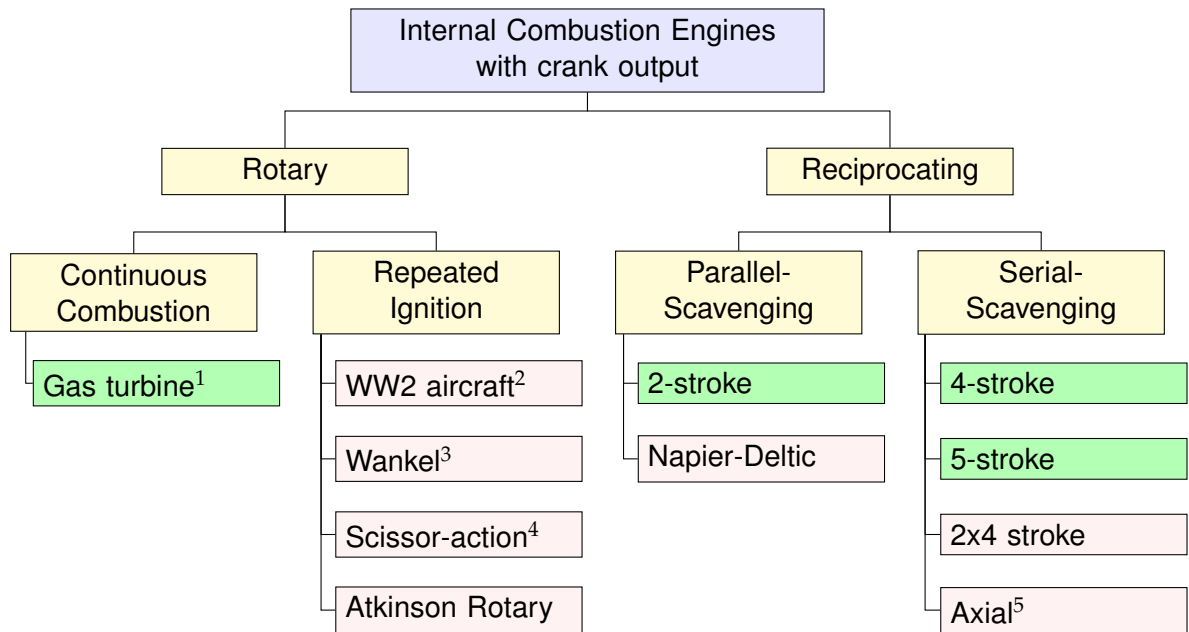 Internal Combustion Engines
with crank output
Rotary
Reciprocating
Continuous
Combustion
Repeated
Ignition
Parallel-
Scavenging
Serial-
Scavenging
Gas turbine¹
WW2 aircraft²
Wankel³
Scissor-action⁴
Atkinson Rotary
2-stroke
Napier-Deltic
4-stroke
5-stroke
2x4 stroke
Axial⁵